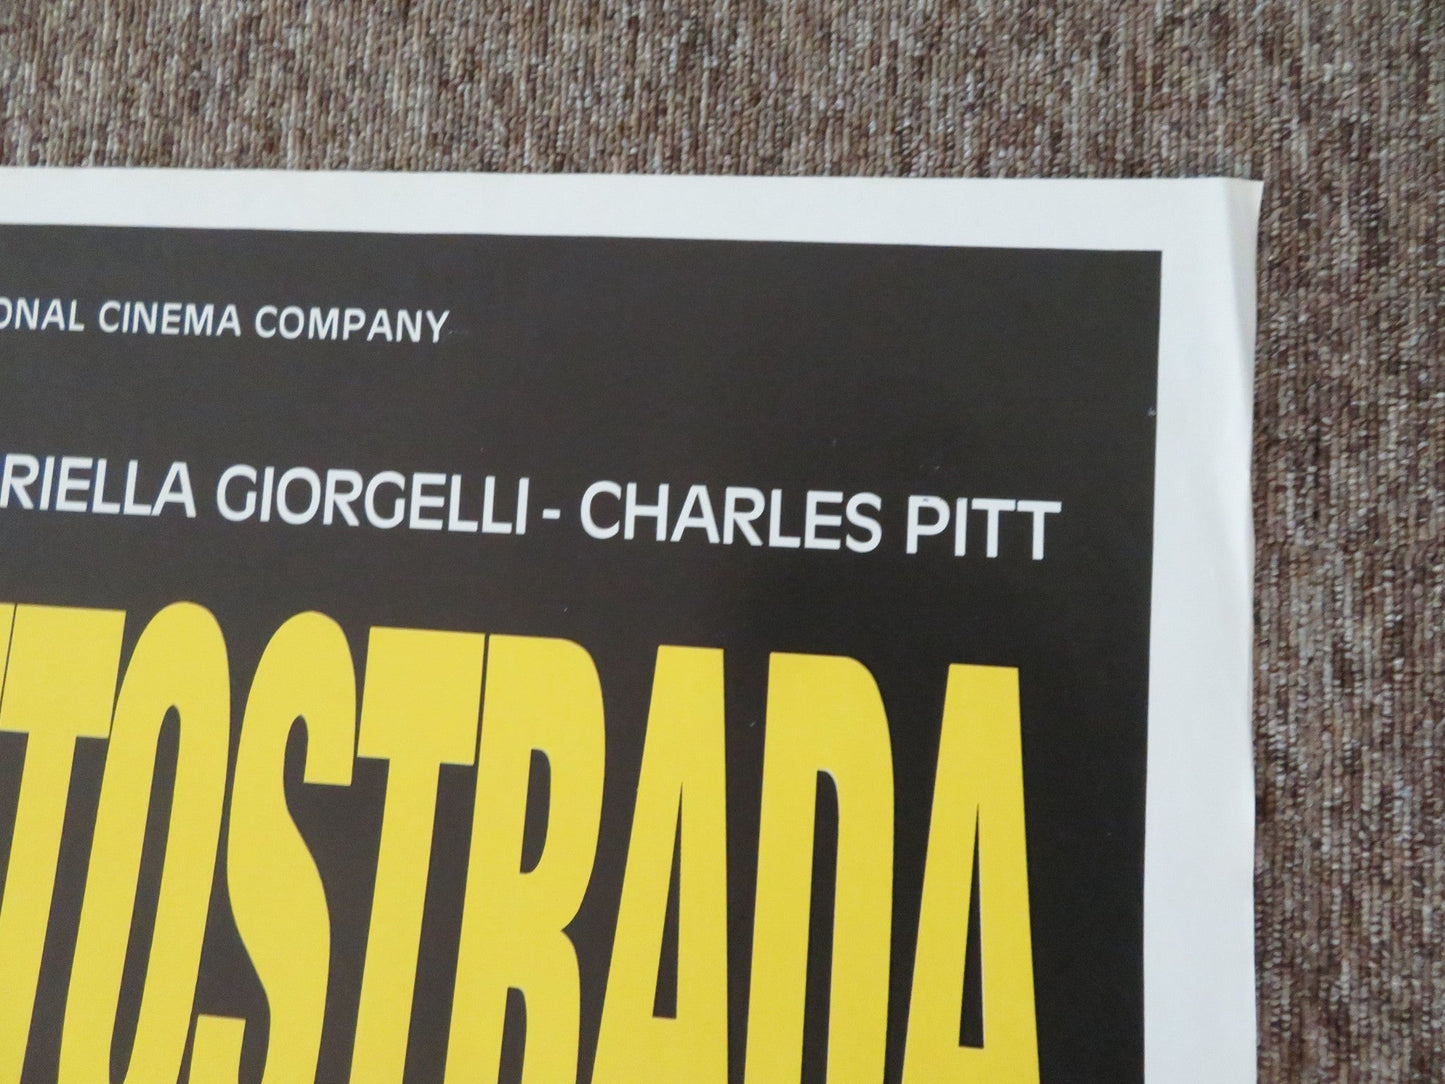 ONAL CINEMA COMPANY
RIELLA GIORGELLI - CHARLES PITT
TOSTRADA